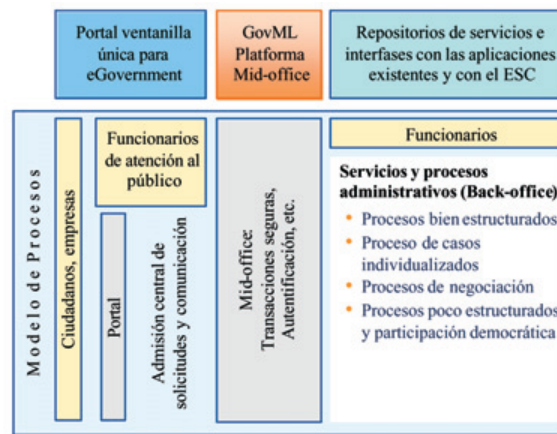 Portal ventanilla
única para
eGovernment
GovML
Platforma
Mid-office
Repositorios de servicios e
interfases con las aplicaciones
existentes y con el ESC
Modelo de Procesos
Ciudadanos, empresas
Funcionarios
de atención al
público
Portal
Admisión central de
solicitudes y comunicación
Mid-office:
Transacciones seguras,
Autentificación, etc.
Funcionarios
Servicios y procesos
administrativos (Back-office)
• Procesos bien estructurados
• Proceso de casos
individualizados
• Procesos de negociación
• Procesos poco estructurados
y participación democrática